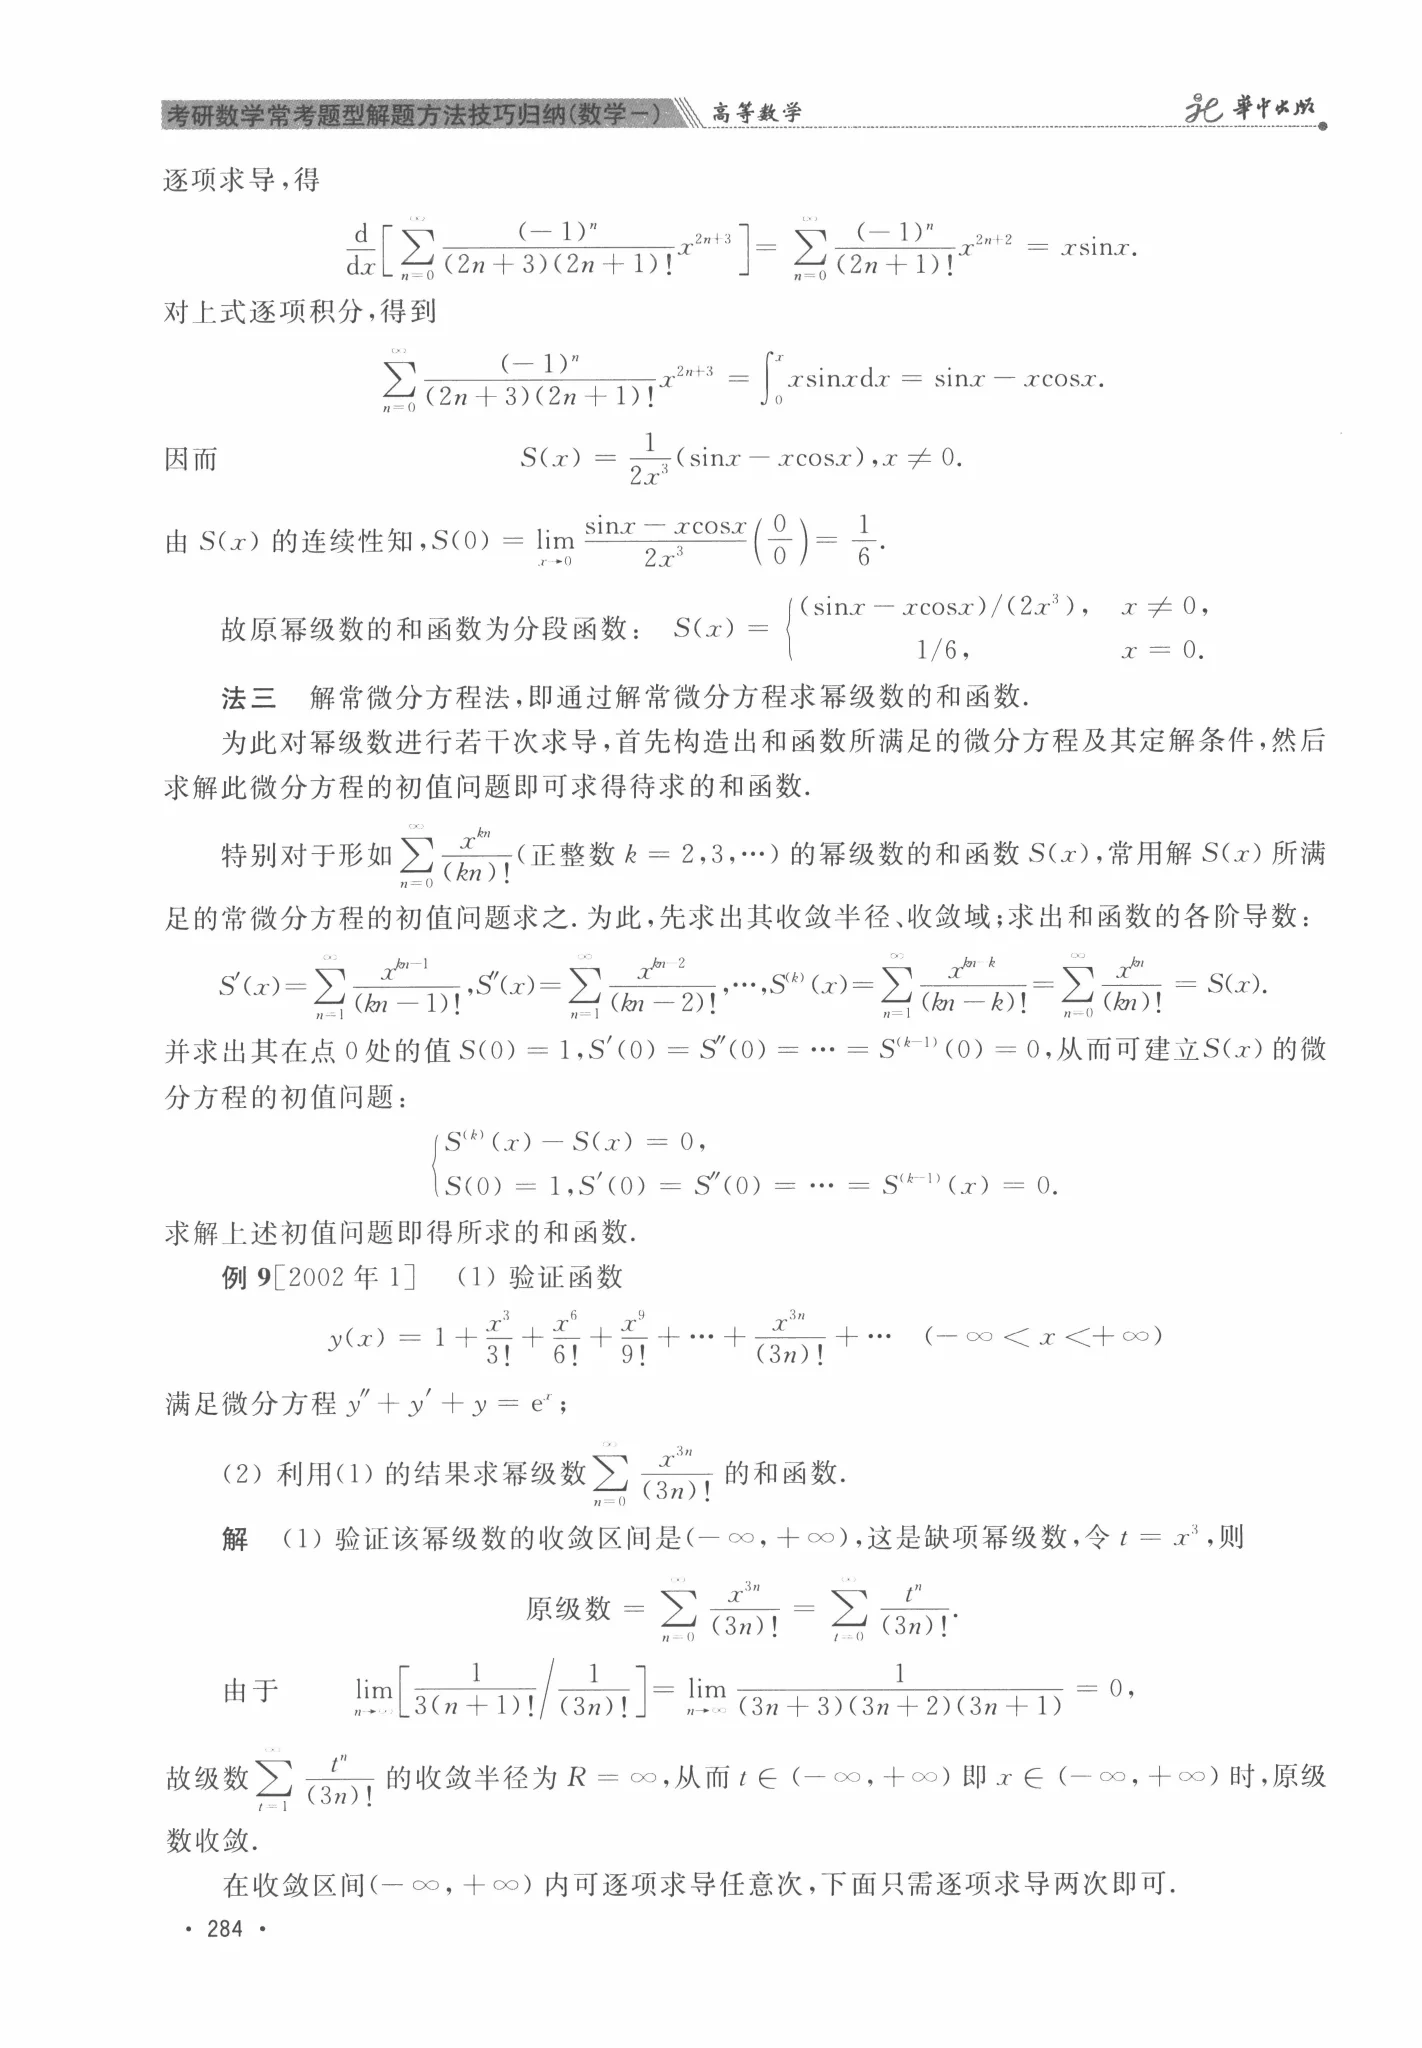 考研数学常考题型解题方法技巧归纳(数学一) 高等数学 华中出版
逐项求导,得
$\frac{d}{dx}\left[\sum_{n=0}^{\infty}\frac{(-1)^n}{(2n+3)(2n+1)!}x^{2n+3}\right]=\sum_{n=0}^{\infty}\frac{(-1)^n}{(2n+1)!}x^{2n+2}=x\sin x.$
对上式逐项积分,得到
$\sum_{n=0}^{\infty}\frac{(-1)^n}{(2n+3)(2n+1)!}x^{2n+3}=\int_0^x x\sin x dx=\sin x-x\cos x.$
因而 $S(x)=\frac{1}{2x^3}(\sin x-x\cos x),x\neq 0.$
由 $S(x)$ 的连续性知,$S(0)=\lim_{x\to 0}\frac{\sin x-x\cos x}{2x^3}\left(\frac{0}{0}\right)=\frac{1}{6}.$
故原幂级数的和函数为分段函数: $S(x)=\begin{cases}(\sin x-x\cos x)/(2x^3), & x\neq 0,\\ 1/6, & x=0.\end{cases}$
法三 解常微分方程法,即通过解常微分方程求幂级数的和函数.
为此对幂级数进行若干次求导,首先构造出和函数所满足的微分方程及其定解条件,然后
求解此微分方程的初值问题即可求得待求的和函数.
特别对于形如 $\sum_{n=0}^{\infty}\frac{x^{kn}}{(kn)!}$(正整数 $k=2,3,\cdots$) 的幂级数的和函数 $S(x)$,常用解 $S(x)$ 所满
足的常微分方程的初值问题求之. 为此,先求出其收敛半径、收敛域;求出和函数的各阶导数:
$S'(x)=\sum_{n=1}^{\infty}\frac{x^{kn-1}}{(kn-1)!},S''(x)=\sum_{n=1}^{\infty}\frac{x^{kn-2}}{(kn-2)!},\cdots,S^{(k)}(x)=\sum_{n=1}^{\infty}\frac{x^{kn-k}}{(kn-k)!}=\sum_{n=0}^{\infty}\frac{x^{kn}}{(kn)!}=S(x).$
并求出其在点 0 处的值 $S(0)=1,S'(0)=S''(0)=\cdots=S^{(k-1)}(0)=0$,从而可建立$S(x)$ 的微
分方程的初值问题:
$\begin{cases}S^{(k)}(x)-S(x)=0,\\ S(0)=1,S'(0)=S''(0)=\cdots=S^{(k-1)}(x)=0.\end{cases}$
求解上述初值问题即得所求的和函数.
例 9[2002 年 1] (1) 验证函数
$y(x)=1+\frac{x^3}{3!}+\frac{x^6}{6!}+\frac{x^9}{9!}+\cdots+\frac{x^{3n}}{(3n)!}+\cdots \quad (-\infty<x<+\infty)$
满足微分方程 $y''+y'+y=e^x$;
(2) 利用(1) 的结果求幂级数 $\sum_{n=0}^{\infty}\frac{x^{3n}}{(3n)!}$ 的和函数.
解 (1) 验证该幂级数的收敛区间是$(-\infty,+\infty)$,这是缺项幂级数,令 $t=x^3$,则
原级数 $=\sum_{n=0}^{\infty}\frac{x^{3n}}{(3n)!}=\sum_{t=0}^{\infty}\frac{t^n}{(3n)!}.$
由于 $\lim_{n\to\infty}\left[\frac{1}{3(n+1)!}\Big/\frac{1}{(3n)!}\right]=\lim_{n\to\infty}\frac{1}{(3n+3)(3n+2)(3n+1)}=0,$
故级数 $\sum_{t=1}^{\infty}\frac{t^n}{(3n)!}$ 的收敛半径为 $R=\infty$,从而 $t\in(-\infty,+\infty)$ 即 $x\in(-\infty,+\infty)$ 时,原级
数收敛.
在收敛区间$(-\infty,+\infty)$ 内可逐项求导任意次,下面只需逐项求导两次即可.
· 284 ·